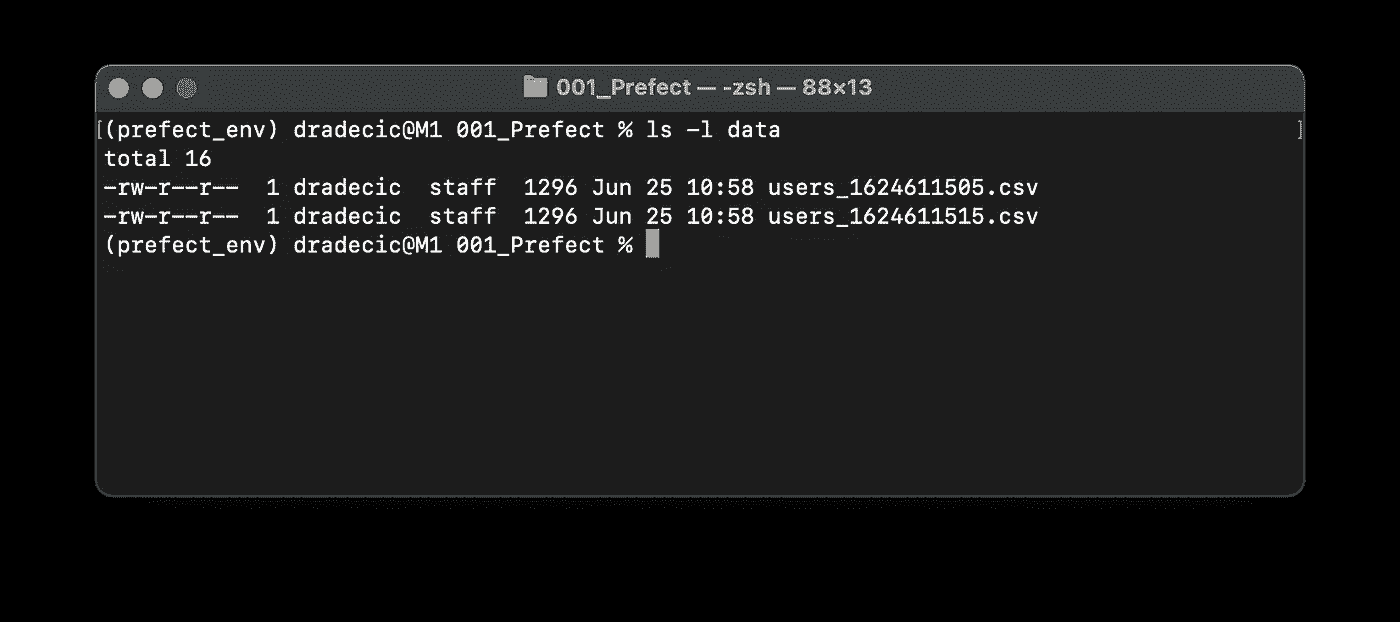 001_Prefect — -zsh — 88×13
[(prefect_env) dradecic@M1 001_Prefect % ls -l data ]
total 16
-rw-r--r--  1 dradecic  staff  1296 Jun 25 10:58 users_1624611505.csv
-rw-r--r--  1 dradecic  staff  1296 Jun 25 10:58 users_1624611515.csv
(prefect_env) dradecic@M1 001_Prefect %